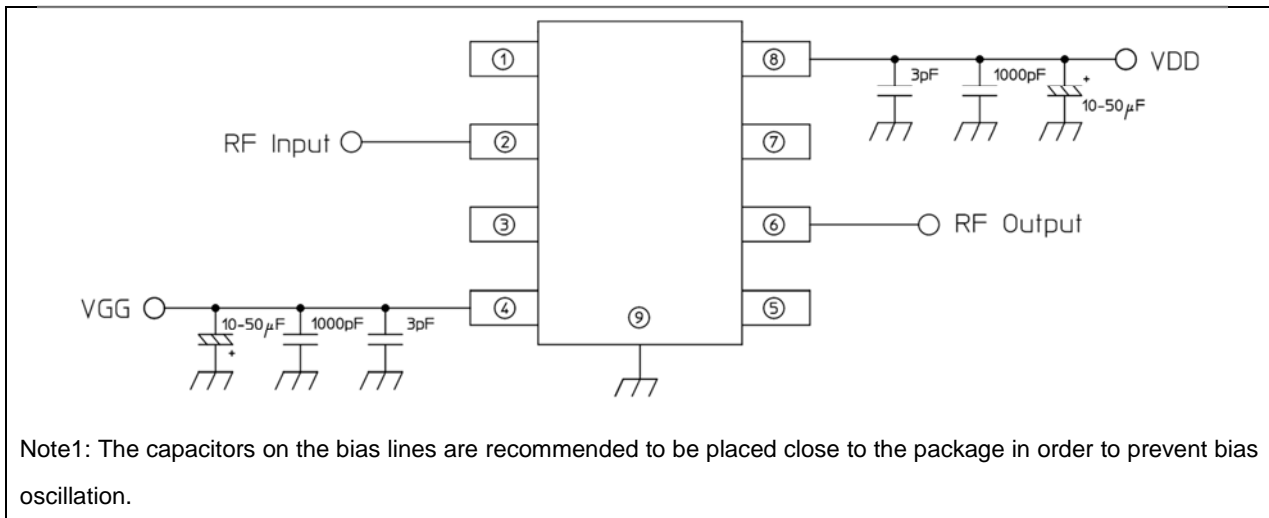 ① ⑧ 3pF 1000pF + 10-50μF VDD
RF Input ② ⑦
③ ⑥ RF Output
VGG 10-50μF + 1000pF 3pF ④ ⑨ ⑤
Note1: The capacitors on the bias lines are recommended to be placed close to the package in order to prevent bias
oscillation.